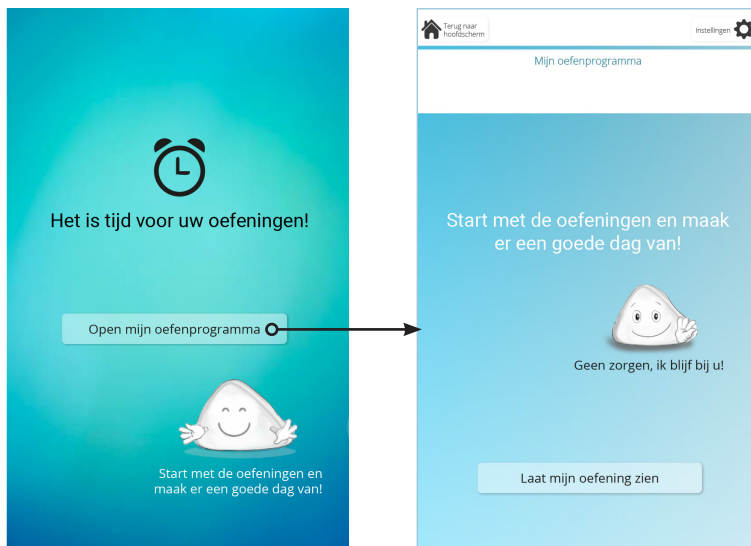 Het is tijd voor uw oefeningen!
Open mijn oefenprogramma
Start met de oefeningen en
maak er een goede dag van!
Terug naar
hoofdscherm
Instellingen
Mijn oefenprogramma
Start met de oefeningen en maak
er een goede dag van!
Geen zorgen, ik blijf bij u!
Laat mijn oefening zien